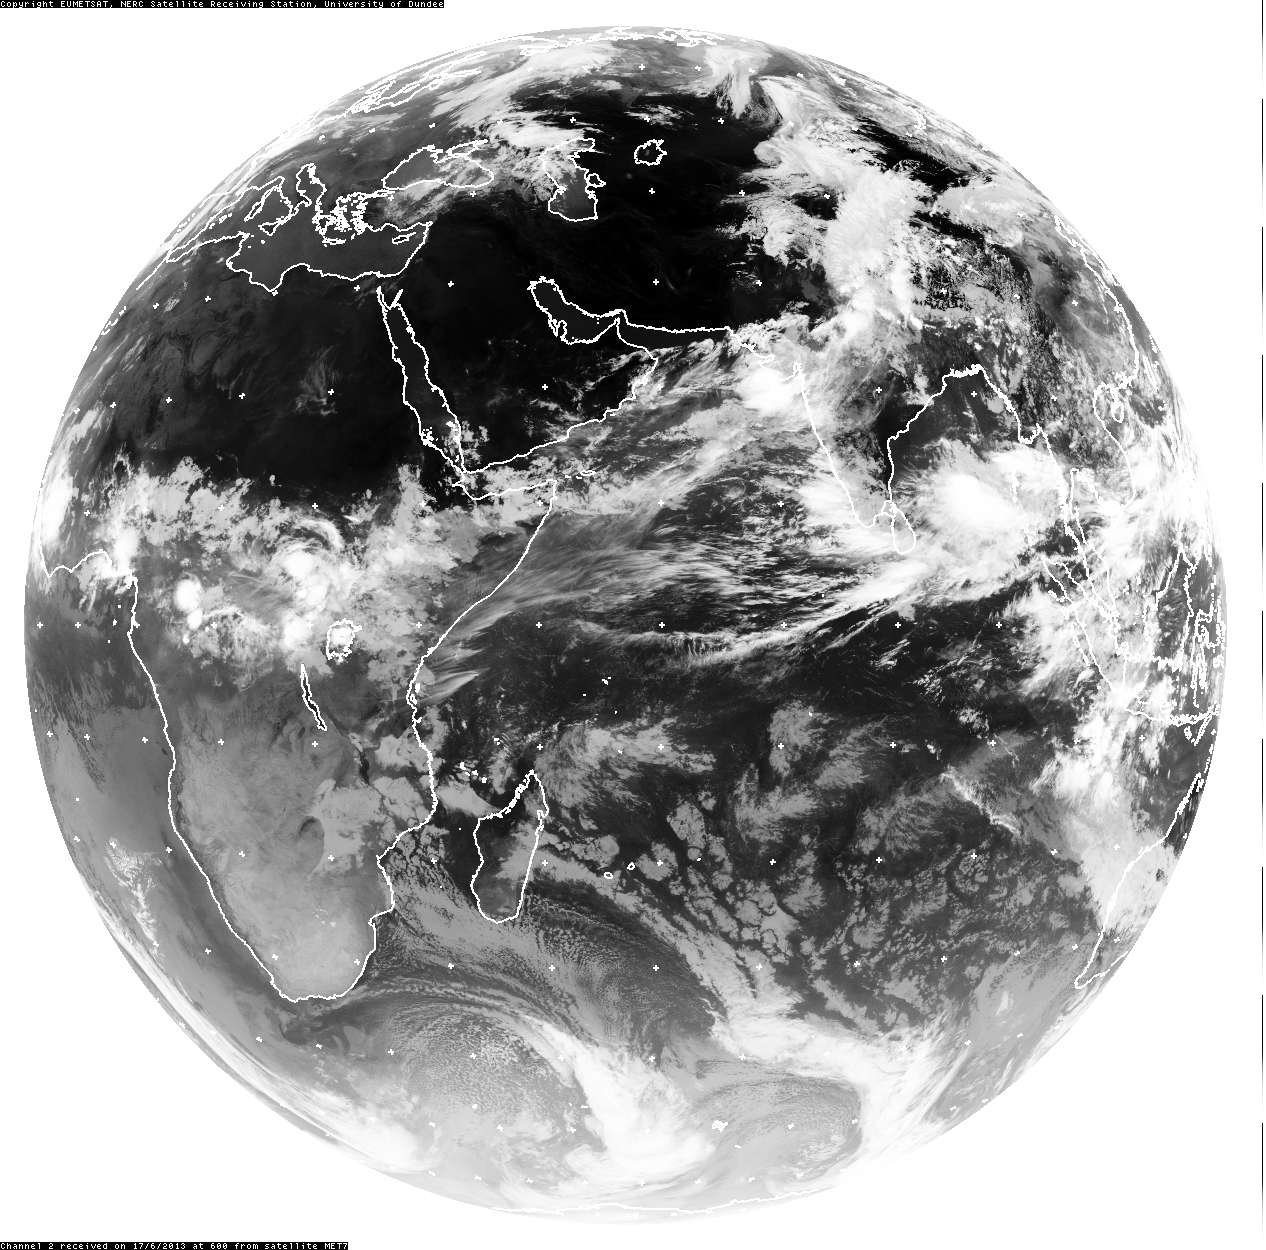 Copyright EUMETSAT, NERC Satellite Receiving Station, University of Dundee
Channel 2 received on 17/6/2013 at 600 from satellite MET7